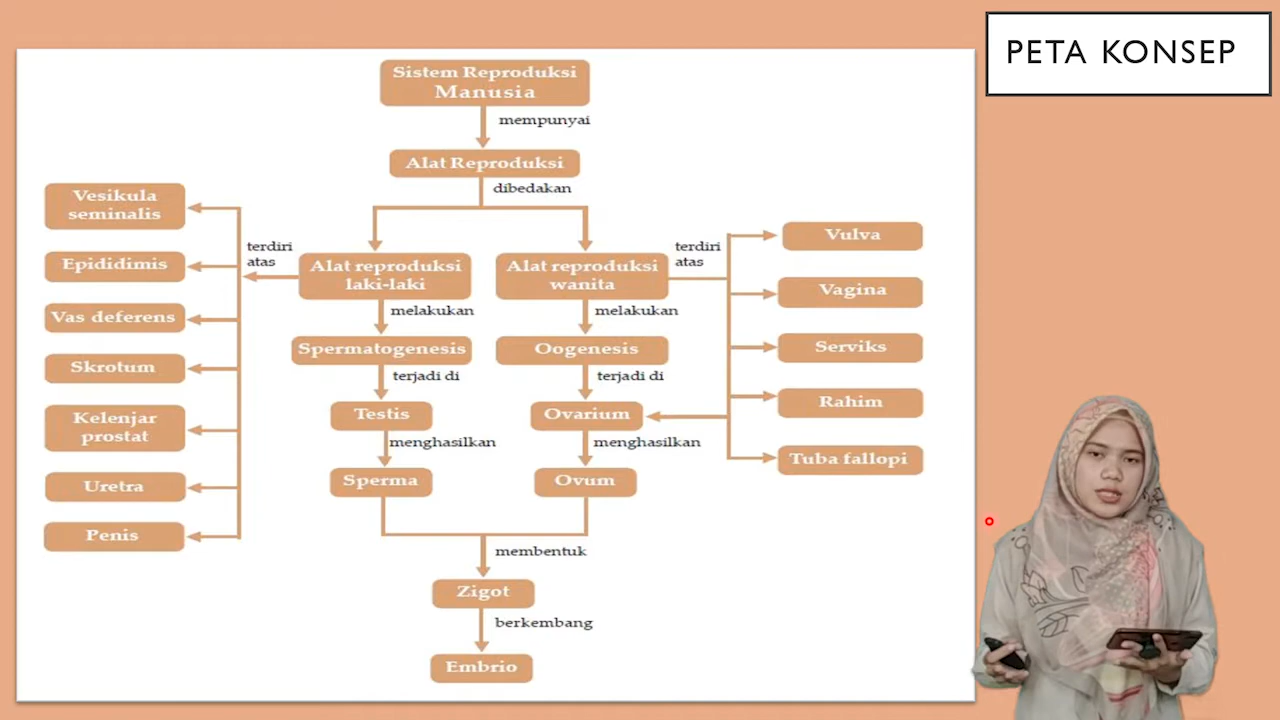 PETA KONSEP
Sistem Reproduksi
Manusia
mempunyai
Alat Reproduksi
dibedakan
Vesikula
seminalis
Epididimis
Vas deferens
Skrotum
Kelenjar
prostat
Uretra
Penis
terdiri
atas
Alat reproduksi
laki-laki
melakukan
Spermatogenesis
terjadi di
Testis
menghasilkan
Sperma
Alat reproduksi
wanita
melakukan
Oogenesis
terjadi di
Ovarium
menghasilkan
Ovum
terdiri
atas
Vulva
Vagina
Serviks
Rahim
Tuba fallopi
membentuk
Zigot
berkembang
Embrio